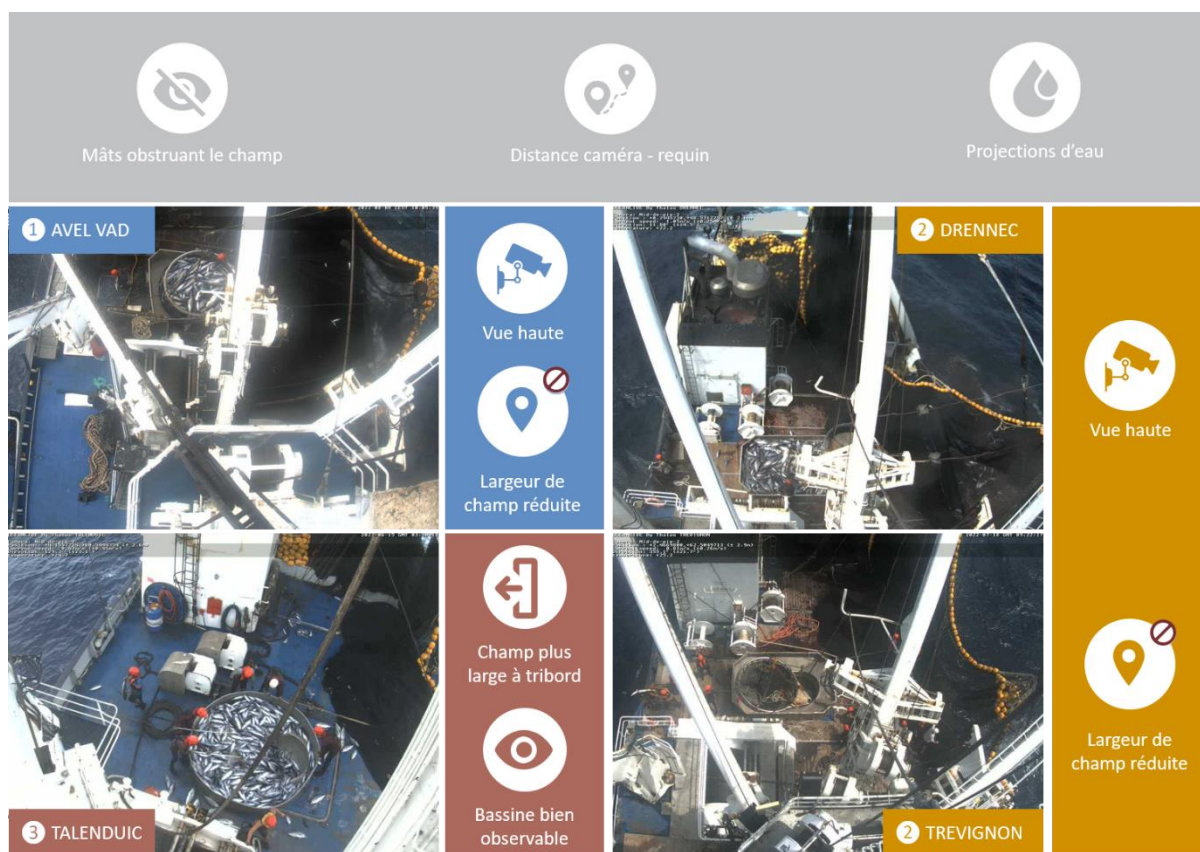 Mâts obstruant le champ
Distance caméra - requin
Projections d'eau
1 AVEL VAD
Vue haute
Largeur de
champ réduite
2 DRENNEC
Vue haute
Largeur de
champ réduite
Champ plus
large à tribord
Bassine bien
observable
3 TALENDUIC
2 TREVIGNON